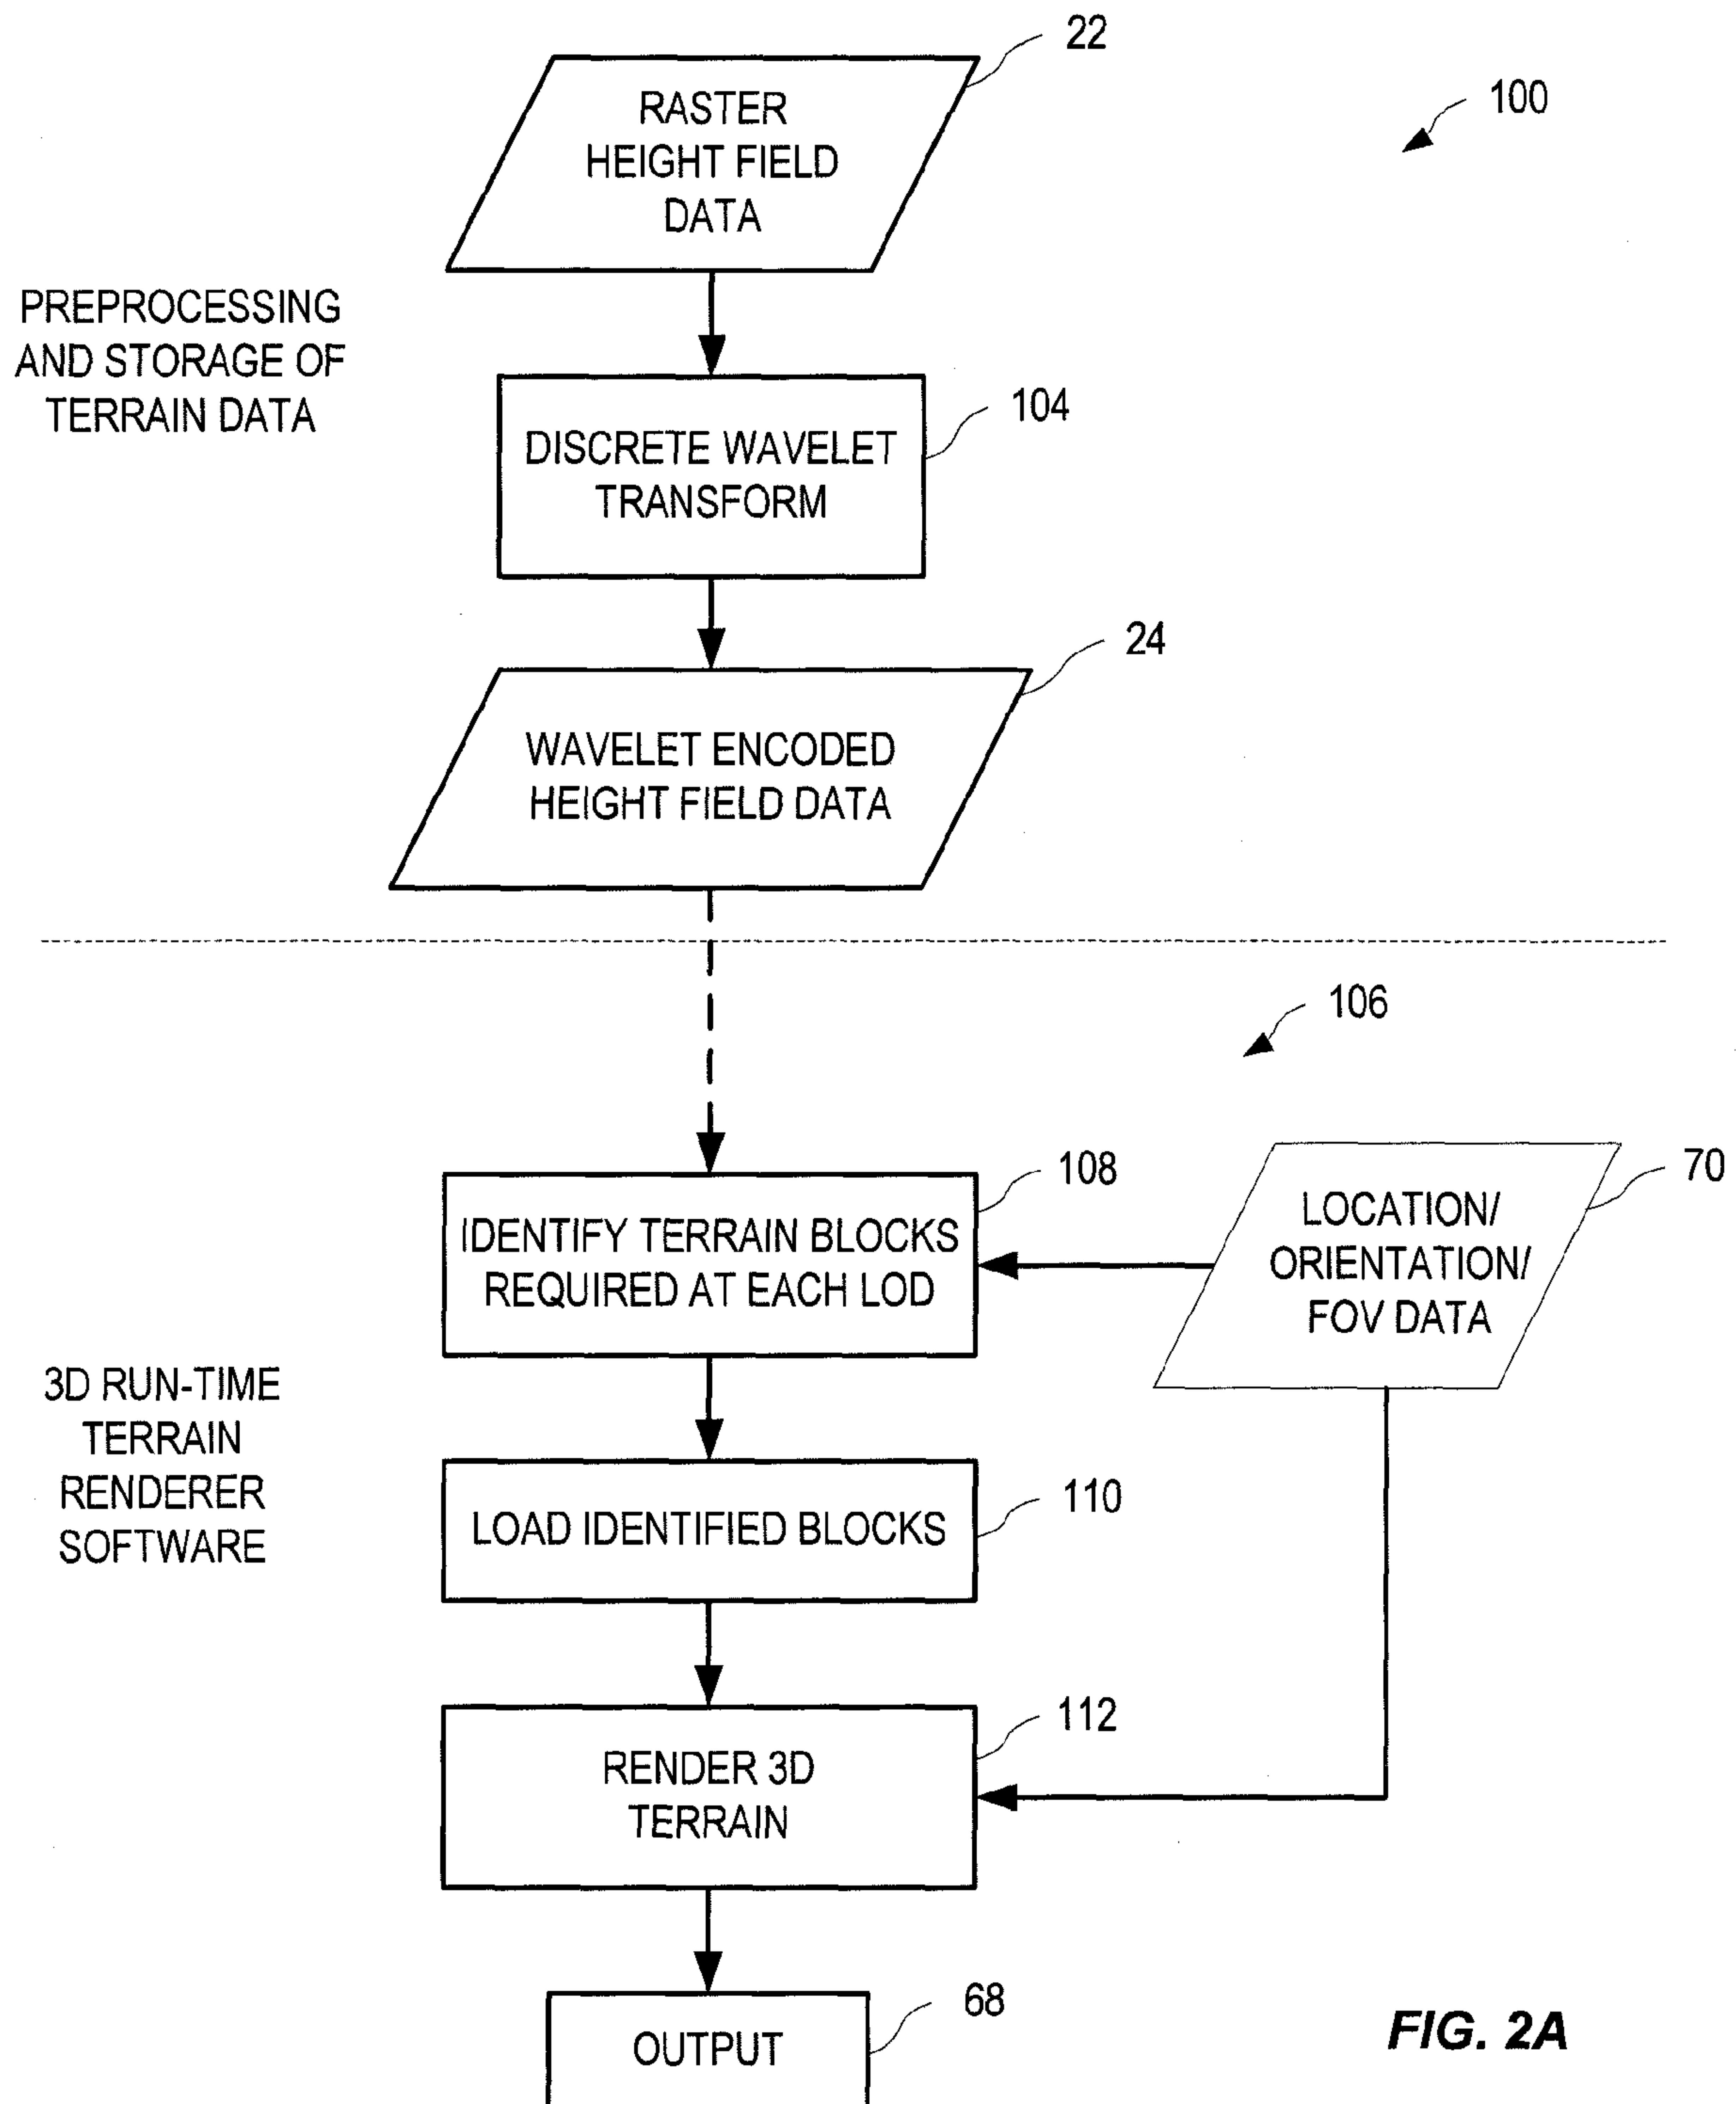 22
100
RASTER
HEIGHT FIELD
DATA
PREPROCESSING
AND STORAGE OF
TERRAIN DATA
104
DISCRETE WAVELET
TRANSFORM
24
WAVELET ENCODED
HEIGHT FIELD DATA
106
108
IDENTIFY TERRAIN BLOCKS
REQUIRED AT EACH LOD
70
LOCATION/
ORIENTATION/
FOV DATA
3D RUN-TIME
TERRAIN
RENDERER
SOFTWARE
110
LOAD IDENTIFIED BLOCKS
112
RENDER 3D
TERRAIN
68
OUTPUT
FIG. 2A